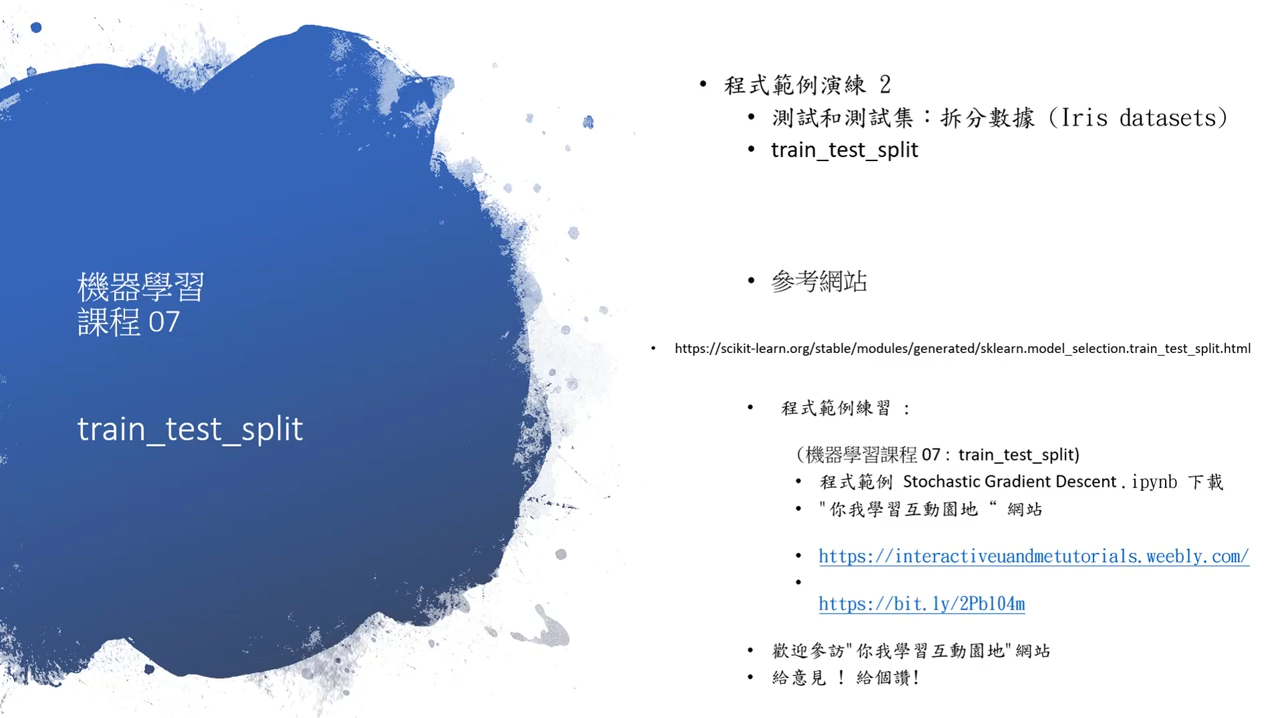 機器學習
課程 07
train_test_split
• 程式範例演練 2
• 測試和測試集：拆分數據 (Iris datasets)
• train_test_split
• 參考網站
• https://scikit-learn.org/stable/modules/generated/sklearn.model_selection.train_test_split.html
• 程式範例練習 :
(機器學習課程 07 : train_test_split)
• 程式範例 Stochastic Gradient Descent .ipynb 下載
• "你我學習互動園地 “ 網站
• https://interactiveuandmetutorials.weebly.com/
•
https://bit.ly/2Pbl04m
• 歡迎參訪"你我學習互動園地"網站
• 給意見 ! 給個讚!